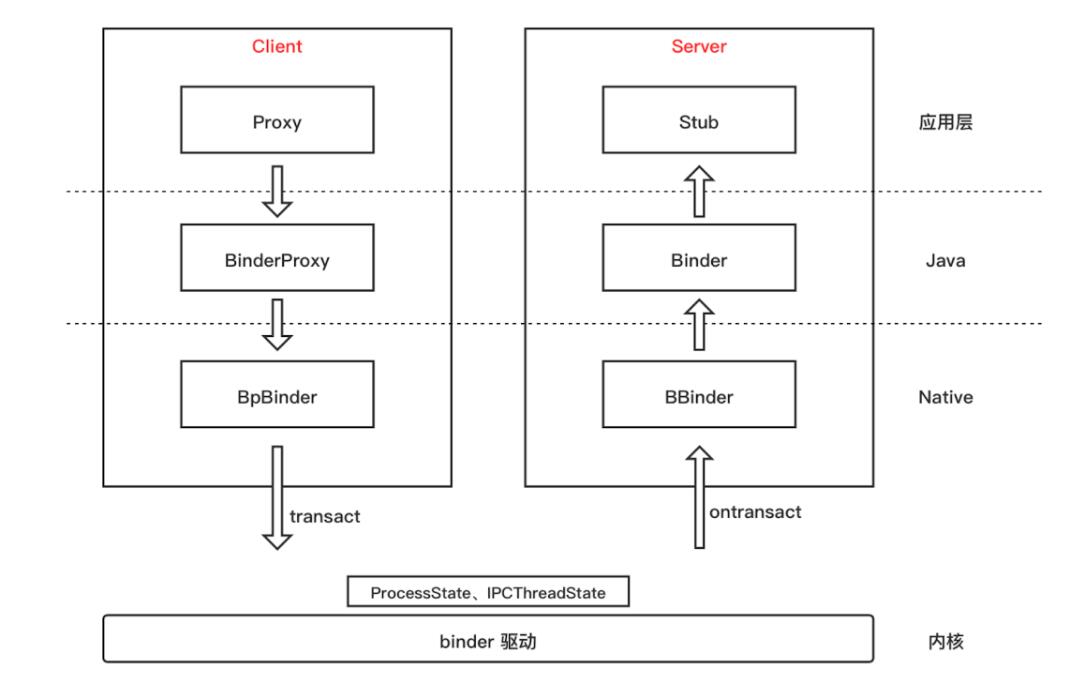 Client
Server
Proxy
Stub
应用层
BinderProxy
Binder
Java
BpBinder
BBinder
Native
transact
ontransact
ProcessState、IPCThreadState
binder 驱动
内核